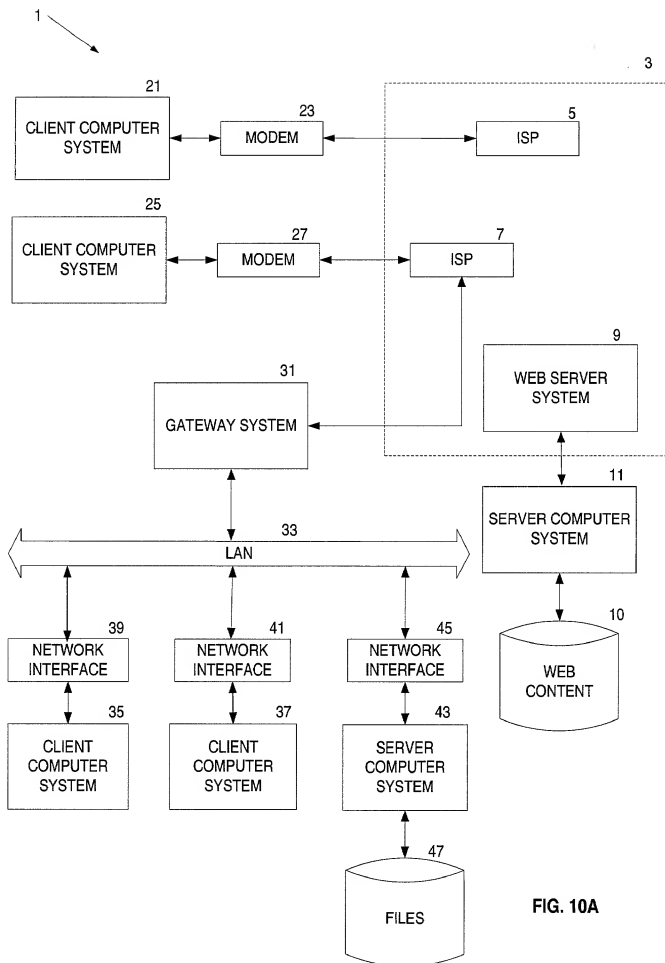 1
3
21
CLIENT COMPUTER
SYSTEM
23
MODEM
5
ISP
25
CLIENT COMPUTER
SYSTEM
27
MODEM
7
ISP
9
WEB SERVER
SYSTEM
31
GATEWAY SYSTEM
11
SERVER COMPUTER
SYSTEM
33
LAN
10
WEB
CONTENT
39
NETWORK
INTERFACE
41
NETWORK
INTERFACE
45
NETWORK
INTERFACE
35
CLIENT
COMPUTER
SYSTEM
37
CLIENT
COMPUTER
SYSTEM
43
SERVER
COMPUTER
SYSTEM
47
FILES
FIG. 10A